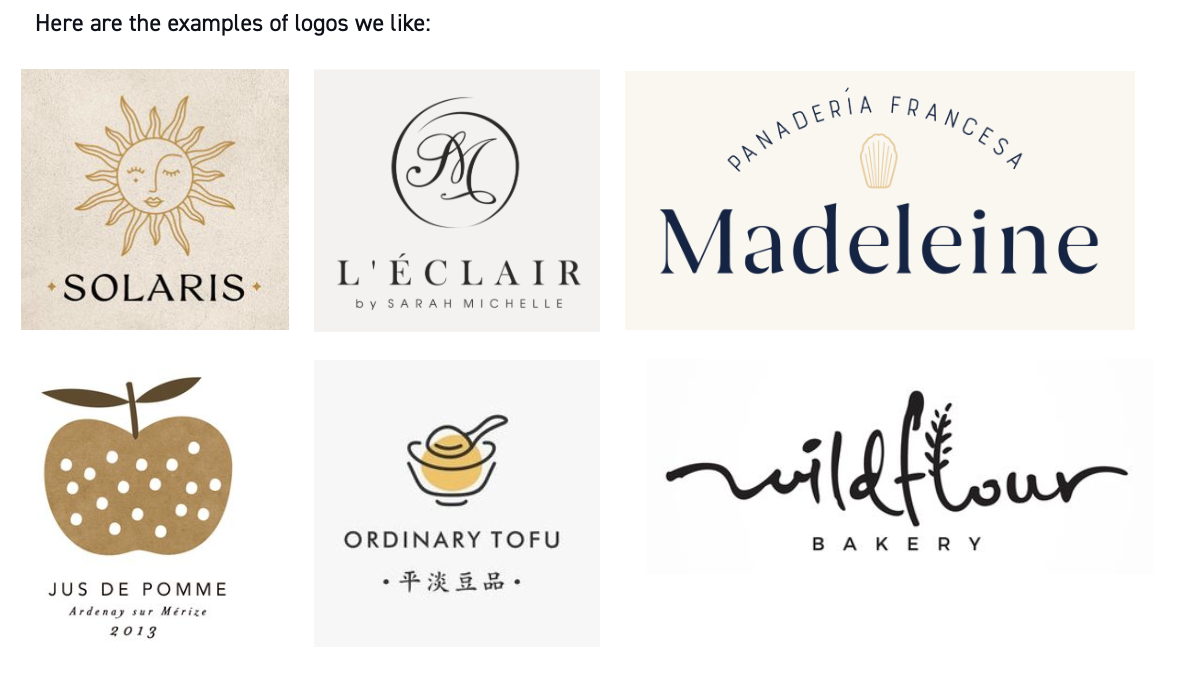 Here are the examples of logos we like:
SOLARIS
M
L'ÉCLAIR
by SARAH MICHELLE
PANADERÍA FRANCESA
Madeleine
JUS DE POMME
Ardenay sur Mérize
2013
ORDINARY TOFU
•平淡豆品•
wildflour
BAKERY